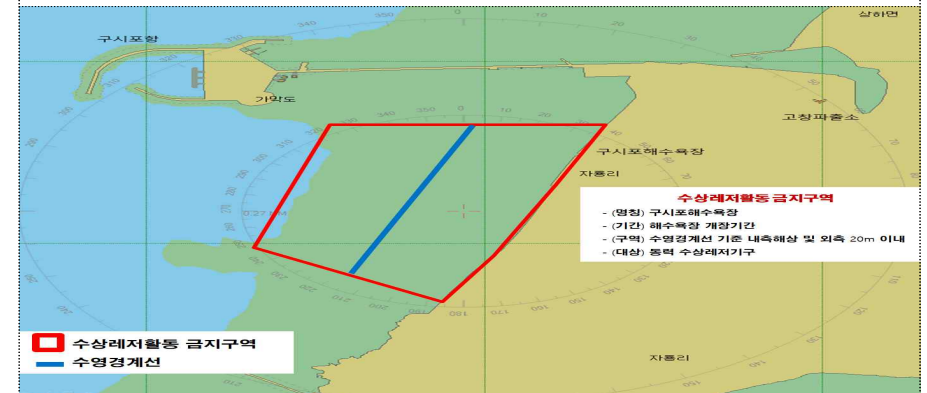 상하면
구시포항
가막도
고창파출소
구시포해수욕장
자룡리
수상레저활동금지구역
- (명칭) 구시포해수욕장
- (기간) 해수욕장 개장기간
- (구역) 수영경계선 기준 내측해상 및 외측 20m 이내
- (대상) 동력 수상레저기구
수상레저활동 금지구역
수영경계선
자룡리